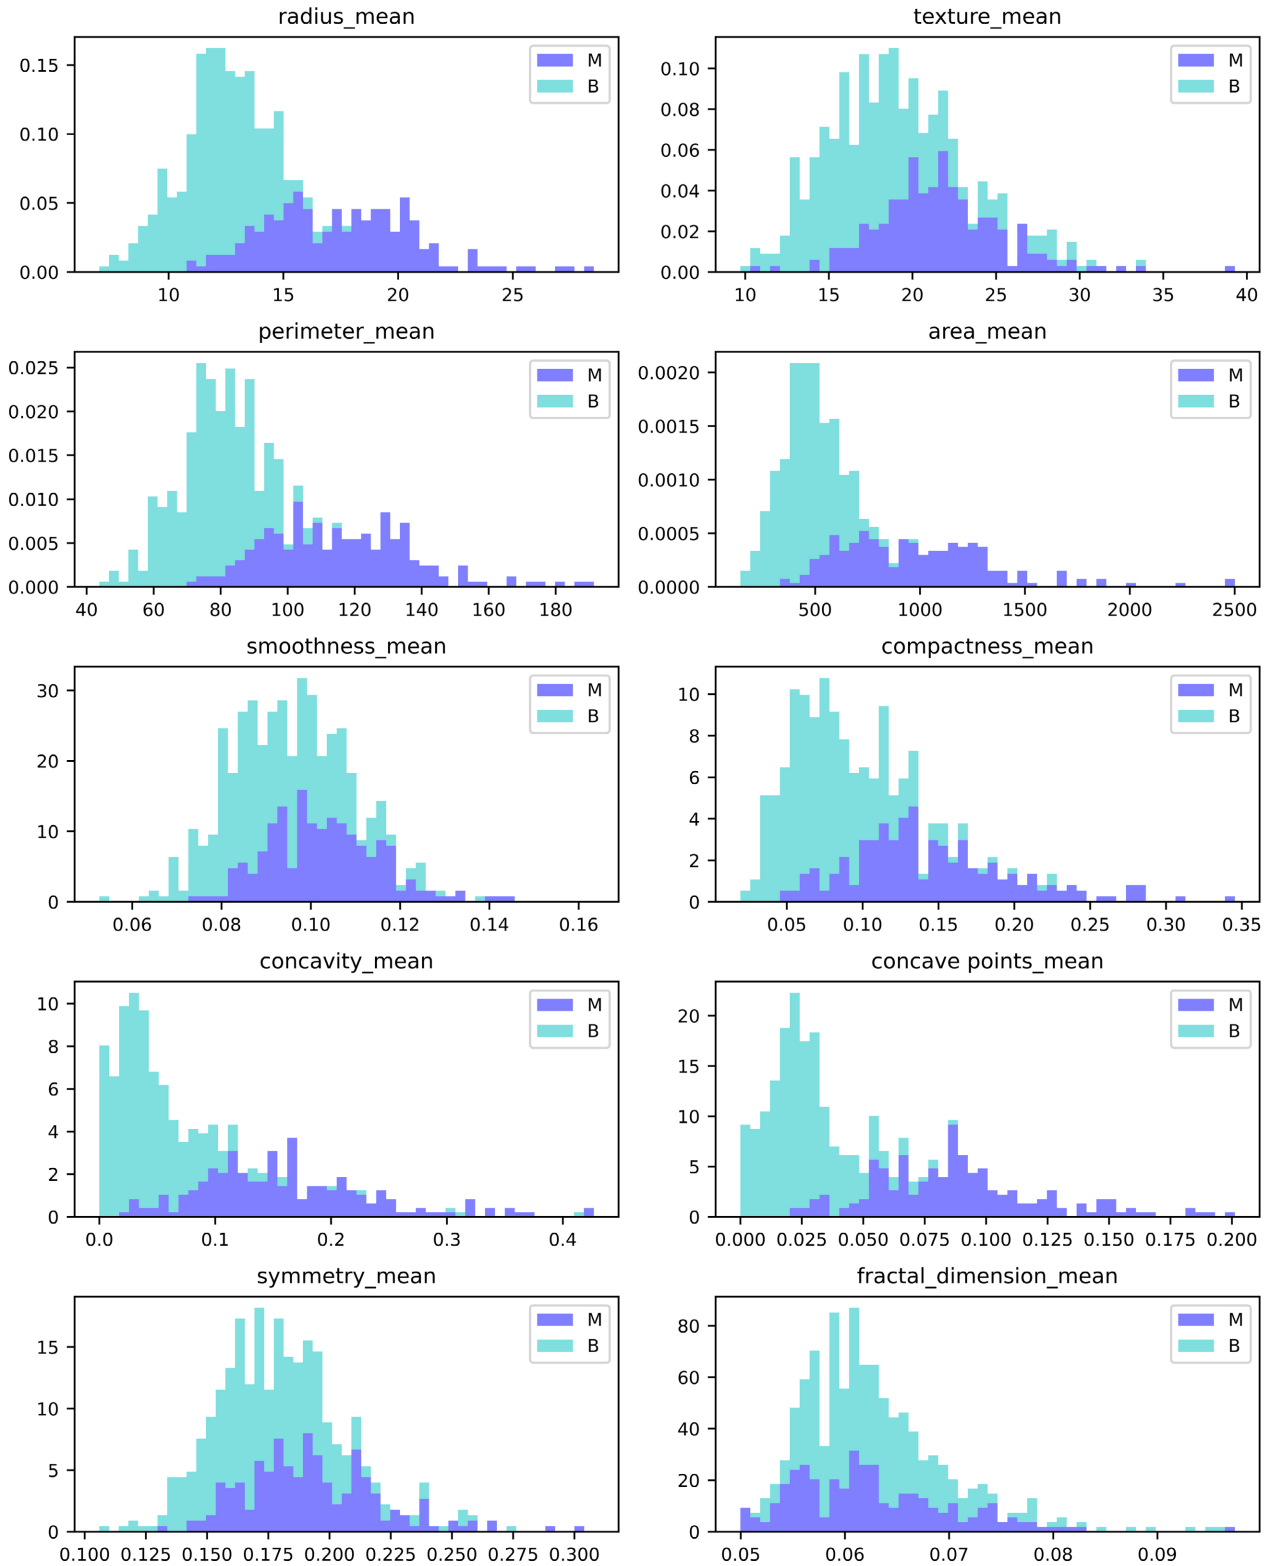 radius_mean
M
B
0.15
0.10
0.05
0.00
10 15 20 25
texture_mean
M
B
0.10
0.08
0.06
0.04
0.02
0.00
10 15 20 25 30 35 40
perimeter_mean
M
B
0.025
0.020
0.015
0.010
0.005
0.000
40 60 80 100 120 140 160 180
area_mean
M
B
0.0020
0.0015
0.0010
0.0005
0.0000
500 1000 1500 2000 2500
smoothness_mean
M
B
30
20
10
0
0.06 0.08 0.10 0.12 0.14 0.16
compactness_mean
M
B
10
8
6
4
2
0
0.05 0.10 0.15 0.20 0.25 0.30 0.35
concavity_mean
M
B
10
8
6
4
2
0
0.0 0.1 0.2 0.3 0.4
concave points_mean
M
B
20
15
10
5
0
0.000 0.025 0.050 0.075 0.100 0.125 0.150 0.175 0.200
symmetry_mean
M
B
15
10
5
0
0.100 0.125 0.150 0.175 0.200 0.225 0.250 0.275 0.300
fractal_dimension_mean
M
B
80
60
40
20
0
0.05 0.06 0.07 0.08 0.09